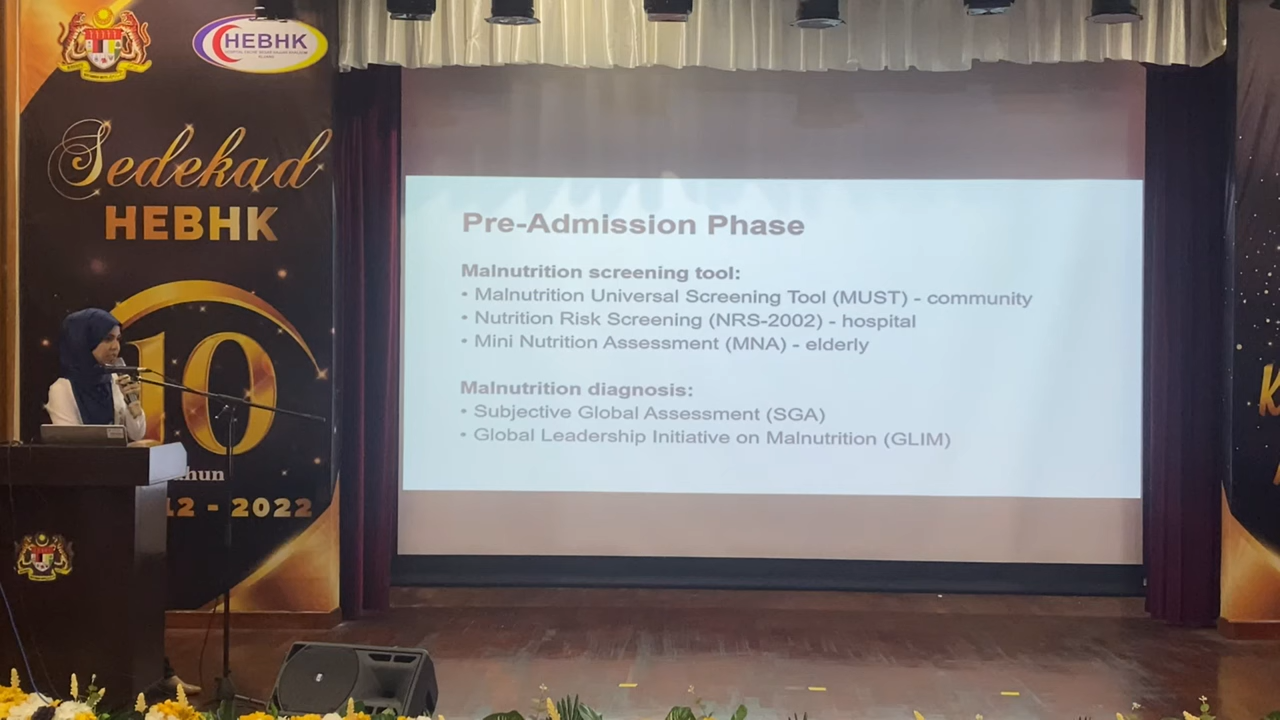 HEBHK
Sedekad
HEBHK
10
hun
12 - 2022
Pre-Admission Phase
Malnutrition screening tool:
• Malnutrition Universal Screening Tool (MUST) - community
• Nutrition Risk Screening (NRS-2002) - hospital
• Mini Nutrition Assessment (MNA) - elderly
Malnutrition diagnosis:
• Subjective Global Assessment (SGA)
• Global Leadership Initiative on Malnutrition (GLIM)